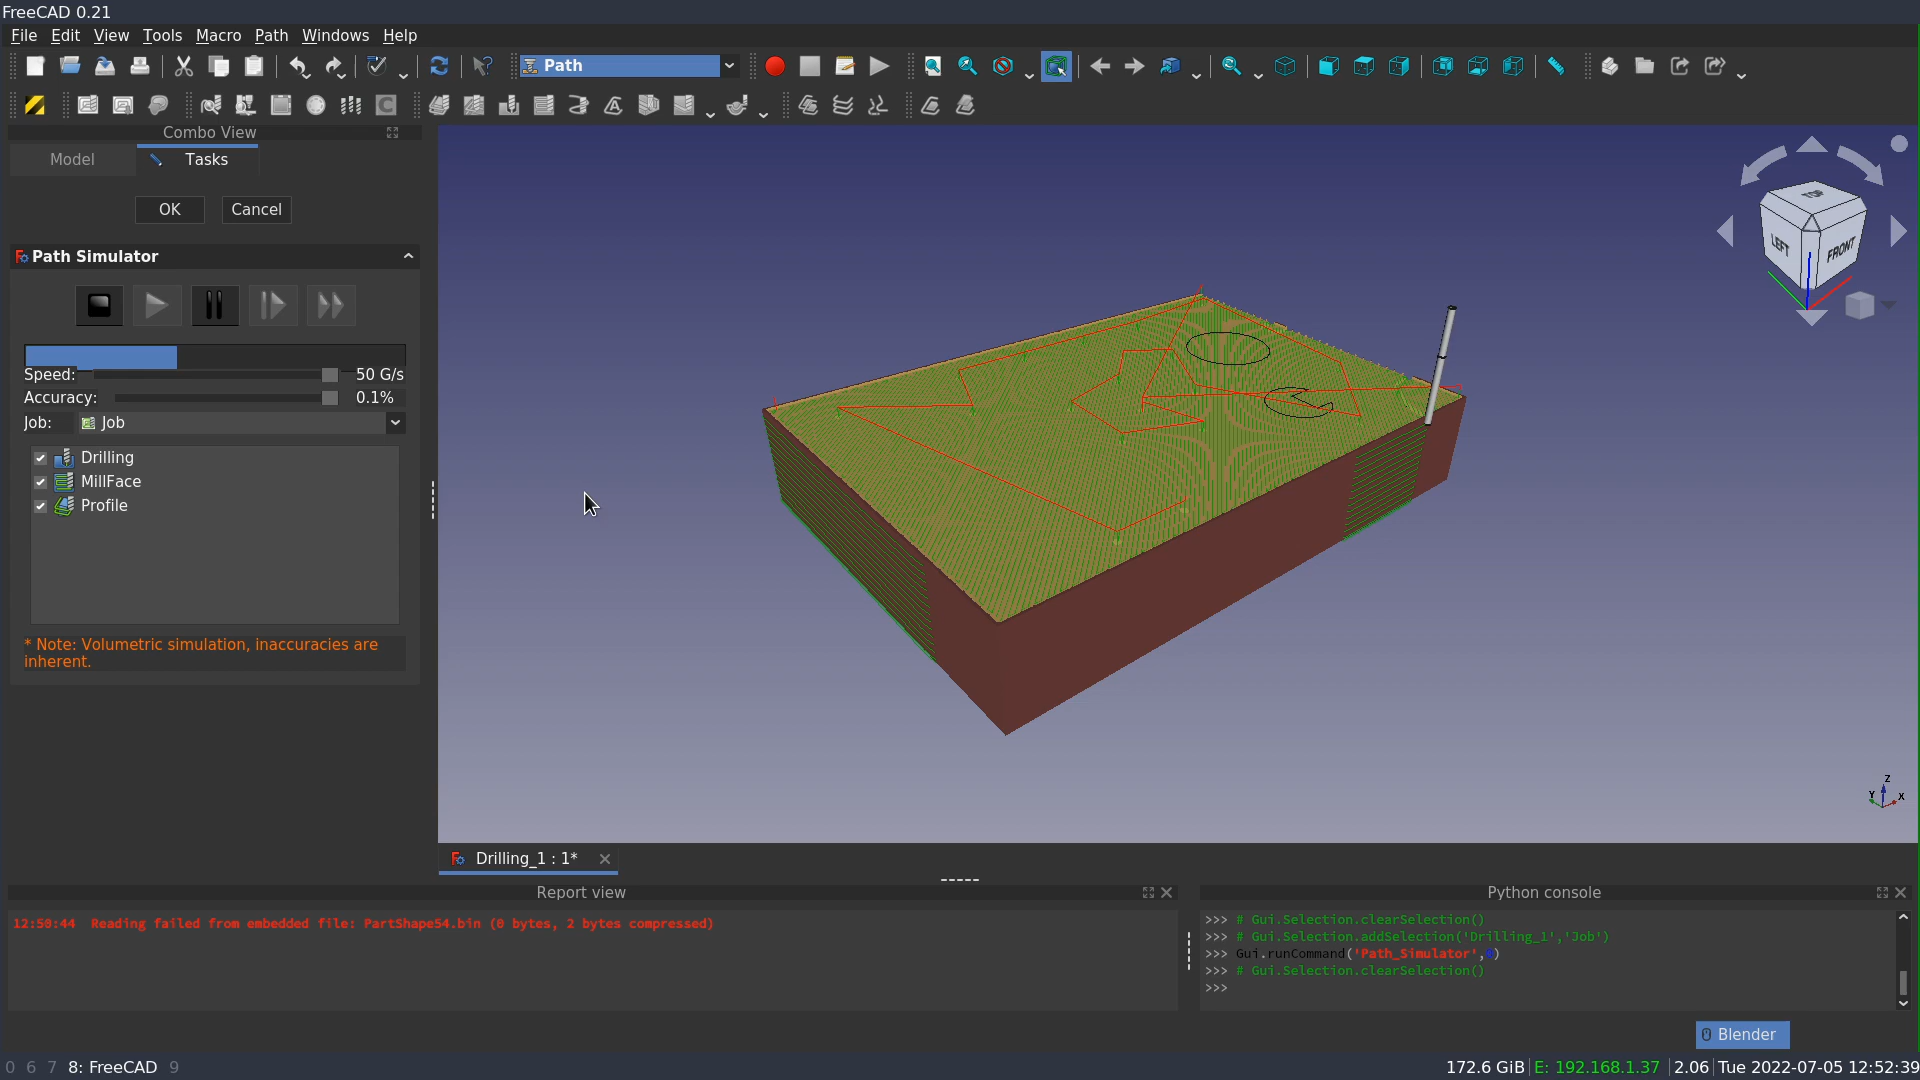 FreeCAD 0.21
File Edit View Tools Macro Path Windows Help
Path
Combo View
Model Tasks
OK Cancel
Path Simulator
Speed: 50 G/s
Accuracy: 0.1%
Job: Job
Drilling
MillFace
Profile
* Note: Volumetric simulation, inaccuracies are
inherent.
TOP
LEFT FRONT
Z
Y X
Drilling_1 : 1*
Report view
12:50:44 Reading failed from embedded file: PartShape54.bin (0 bytes, 2 bytes compressed)
Python console
>>> # Gui.Selection.clearSelection()
>>> # Gui.Selection.addSelection('Drilling_1','Job')
>>> Gui.runCommand('Path_Simulator',0)
>>> # Gui.Selection.clearSelection()
>>>
Blender
0 6 7 8: FreeCAD 9
172.6 GiB E: 192.168.1.37 2.06 Tue 2022-07-05 12:52:39